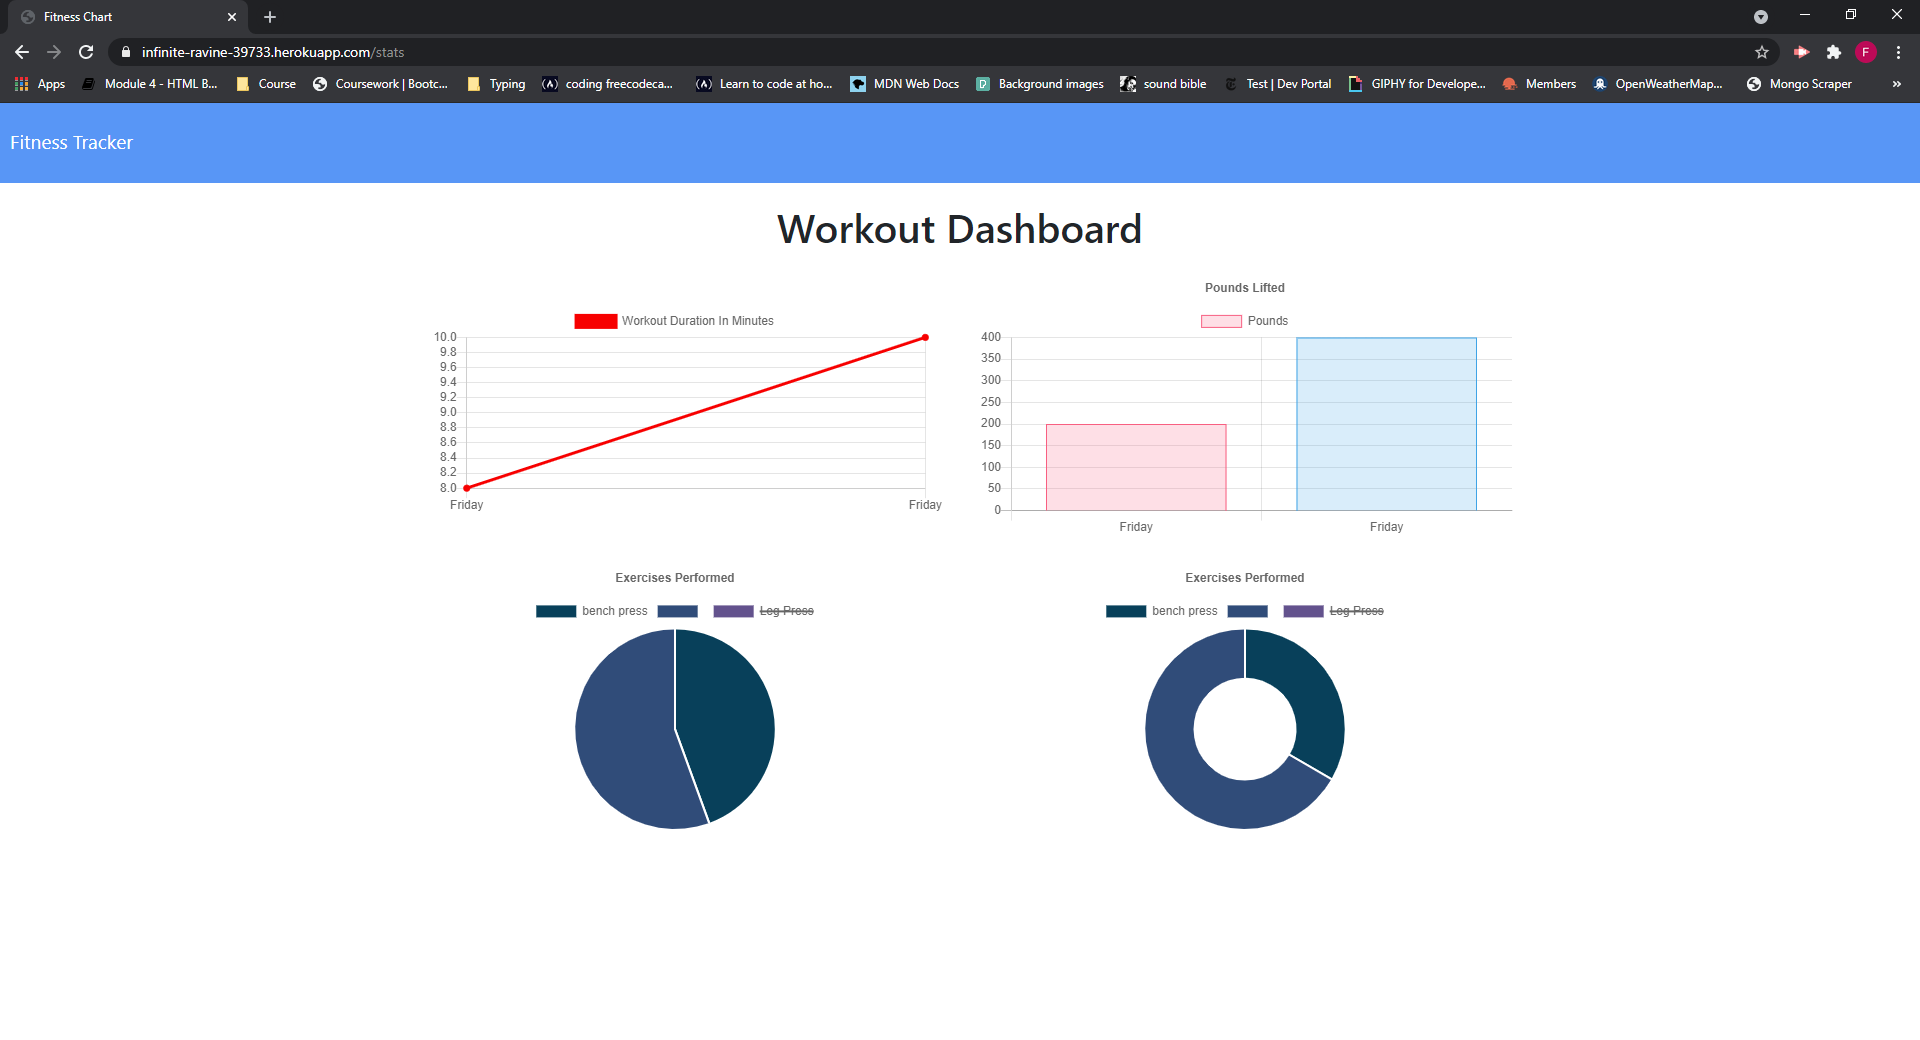 Fitness Chart
infinite-ravine-39733.herokuapp.com/stats
F
Apps
Module 4 - HTML B...
Course
Coursework | Bootc...
Typing
coding freecodeca...
Learn to code at ho...
MDN Web Docs
Background images
sound bible
Test | Dev Portal
GIPHY for Develope...
Members
OpenWeatherMap...
Mongo Scraper
»
Fitness Tracker
Workout Dashboard
Workout Duration In Minutes
10.0
9.8
9.6
9.4
9.2
9.0
8.8
8.6
8.4
8.2
8.0
Friday Friday
Pounds Lifted
Pounds
400
350
300
250
200
150
100
50
0
Friday Friday
Exercises Performed
bench press Leg Press
Exercises Performed
bench press Leg Press